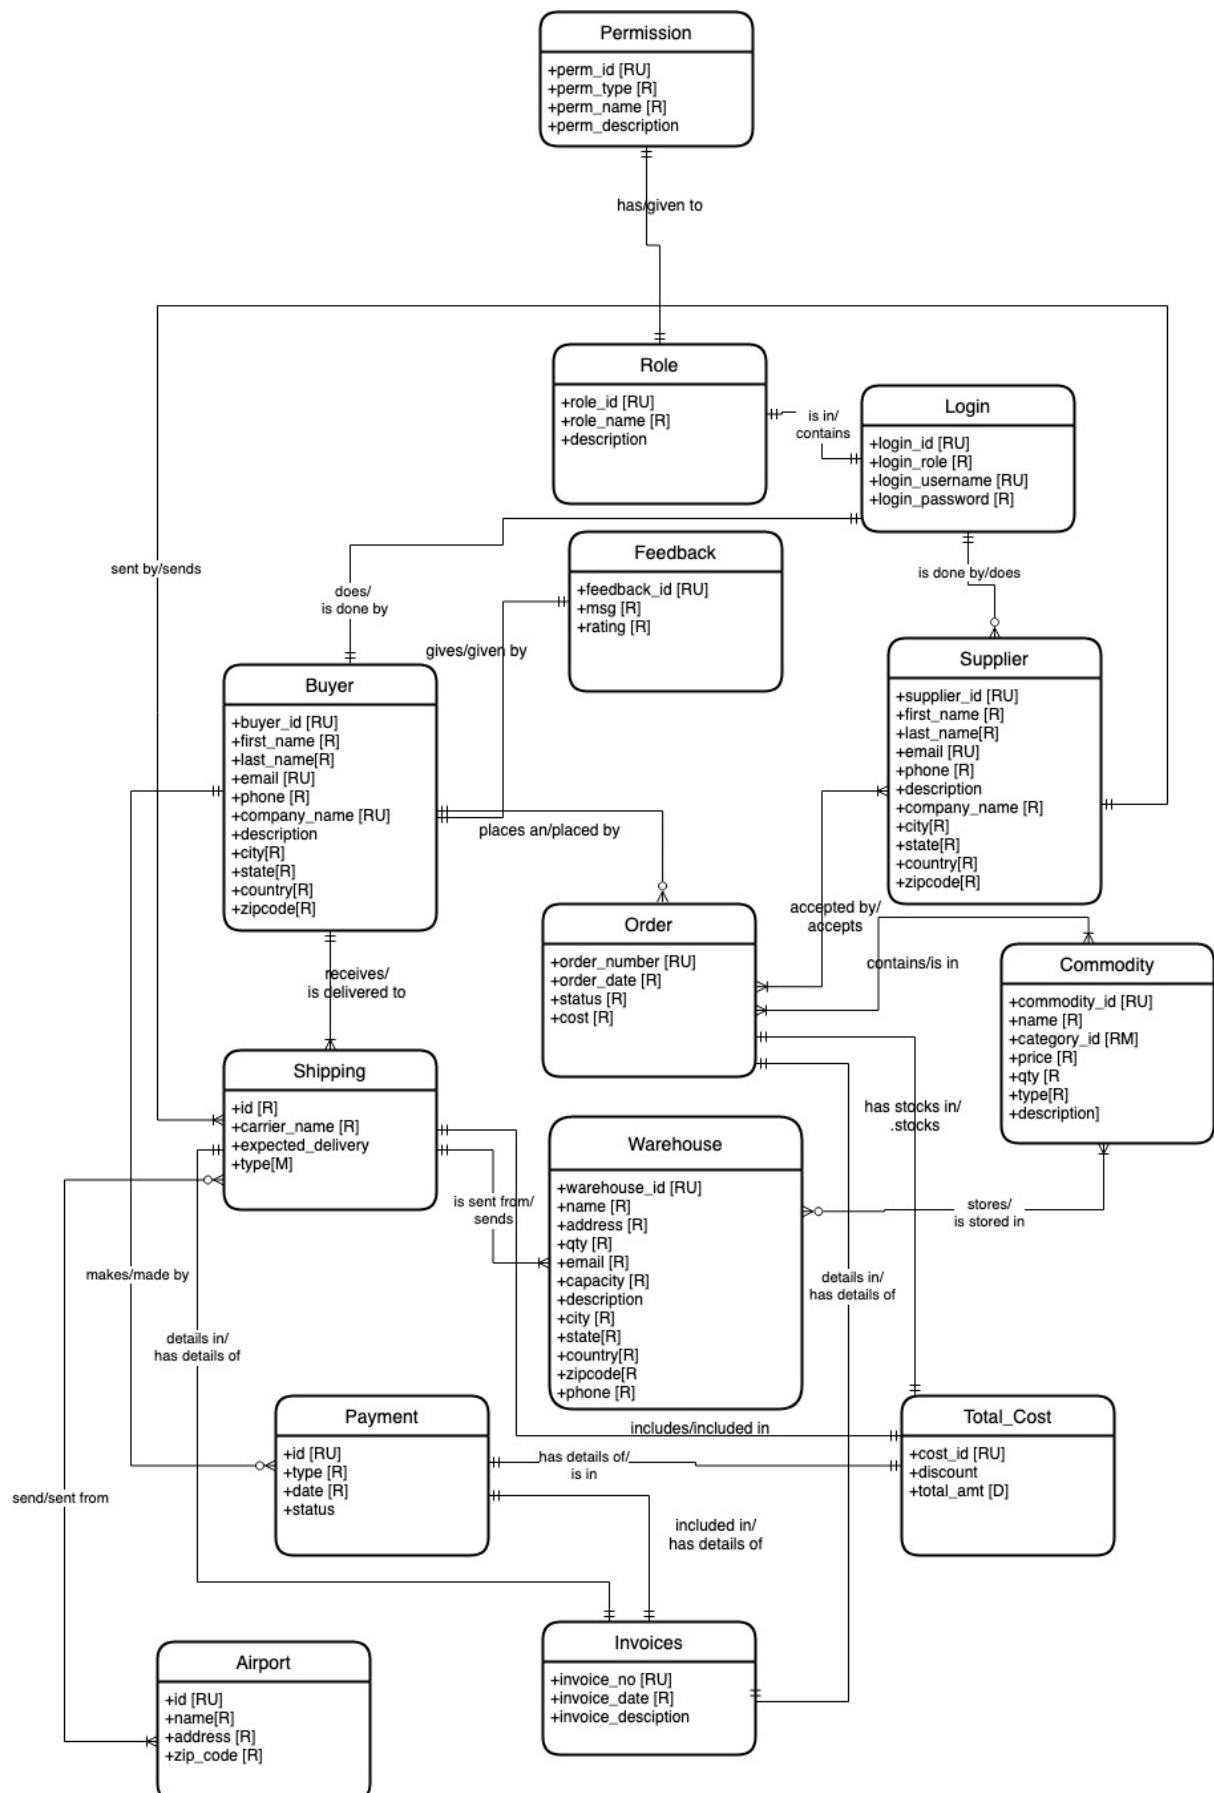 Permission
+perm_id [RU]
+perm_type [R]
+perm_name [R]
+perm_description
has/given to
Role
+role_id [RU]
+role_name [R]
+description
is in/
contains
Login
+login_id [RU]
+login_role [R]
+login_username [RU]
+login_password [R]
sent by/sends
does/
is done by
Feedback
+feedback_id [RU]
+msg [R]
+rating [R]
is done by/does
gives/given by
Buyer
+buyer_id [RU]
+first_name [R]
+last_name[R]
+email [RU]
+phone [R]
+company_name [RU]
+description
+city[R]
+state[R]
+country[R]
+zipcode[R]
Supplier
+supplier_id [RU]
+first_name [R]
+last_name[R]
+email [RU]
+phone [R]
+description
+company_name [R]
+city[R]
+state[R]
+country[R]
+zipcode[R]
places an/placed by
receives/
is delivered to
Order
+order_number [RU]
+order_date [R]
+status [R]
+cost [R]
accepted by/
accepts
contains/is in
Commodity
+commodity_id [RU]
+name [R]
+category_id [RM]
+price [R]
+qty [R
+type[R]
+description]
Shipping
+id [R]
+carrier_name [R]
+expected_delivery
+type[M]
has stocks in/
.stocks
Warehouse
+warehouse_id [RU]
+name [R]
+address [R]
+qty [R]
+email [R]
+capacity [R]
+description
+city [R]
+state[R]
+country[R]
+zipcode[R
+phone [R]
is sent from/
sends
stores/
is stored in
makes/made by
details in/
has details of
details in/
has details of
Payment
+id [RU]
+type [R]
+date [R]
+status
includes/included in
has details of/
is in
Total_Cost
+cost_id [RU]
+discount
+total_amt [D]
send/sent from
included in/
has details of
Airport
+id [RU]
+name[R]
+address [R]
+zip_code [R]
Invoices
+invoice_no [RU]
+invoice_date [R]
+invoice_desciption